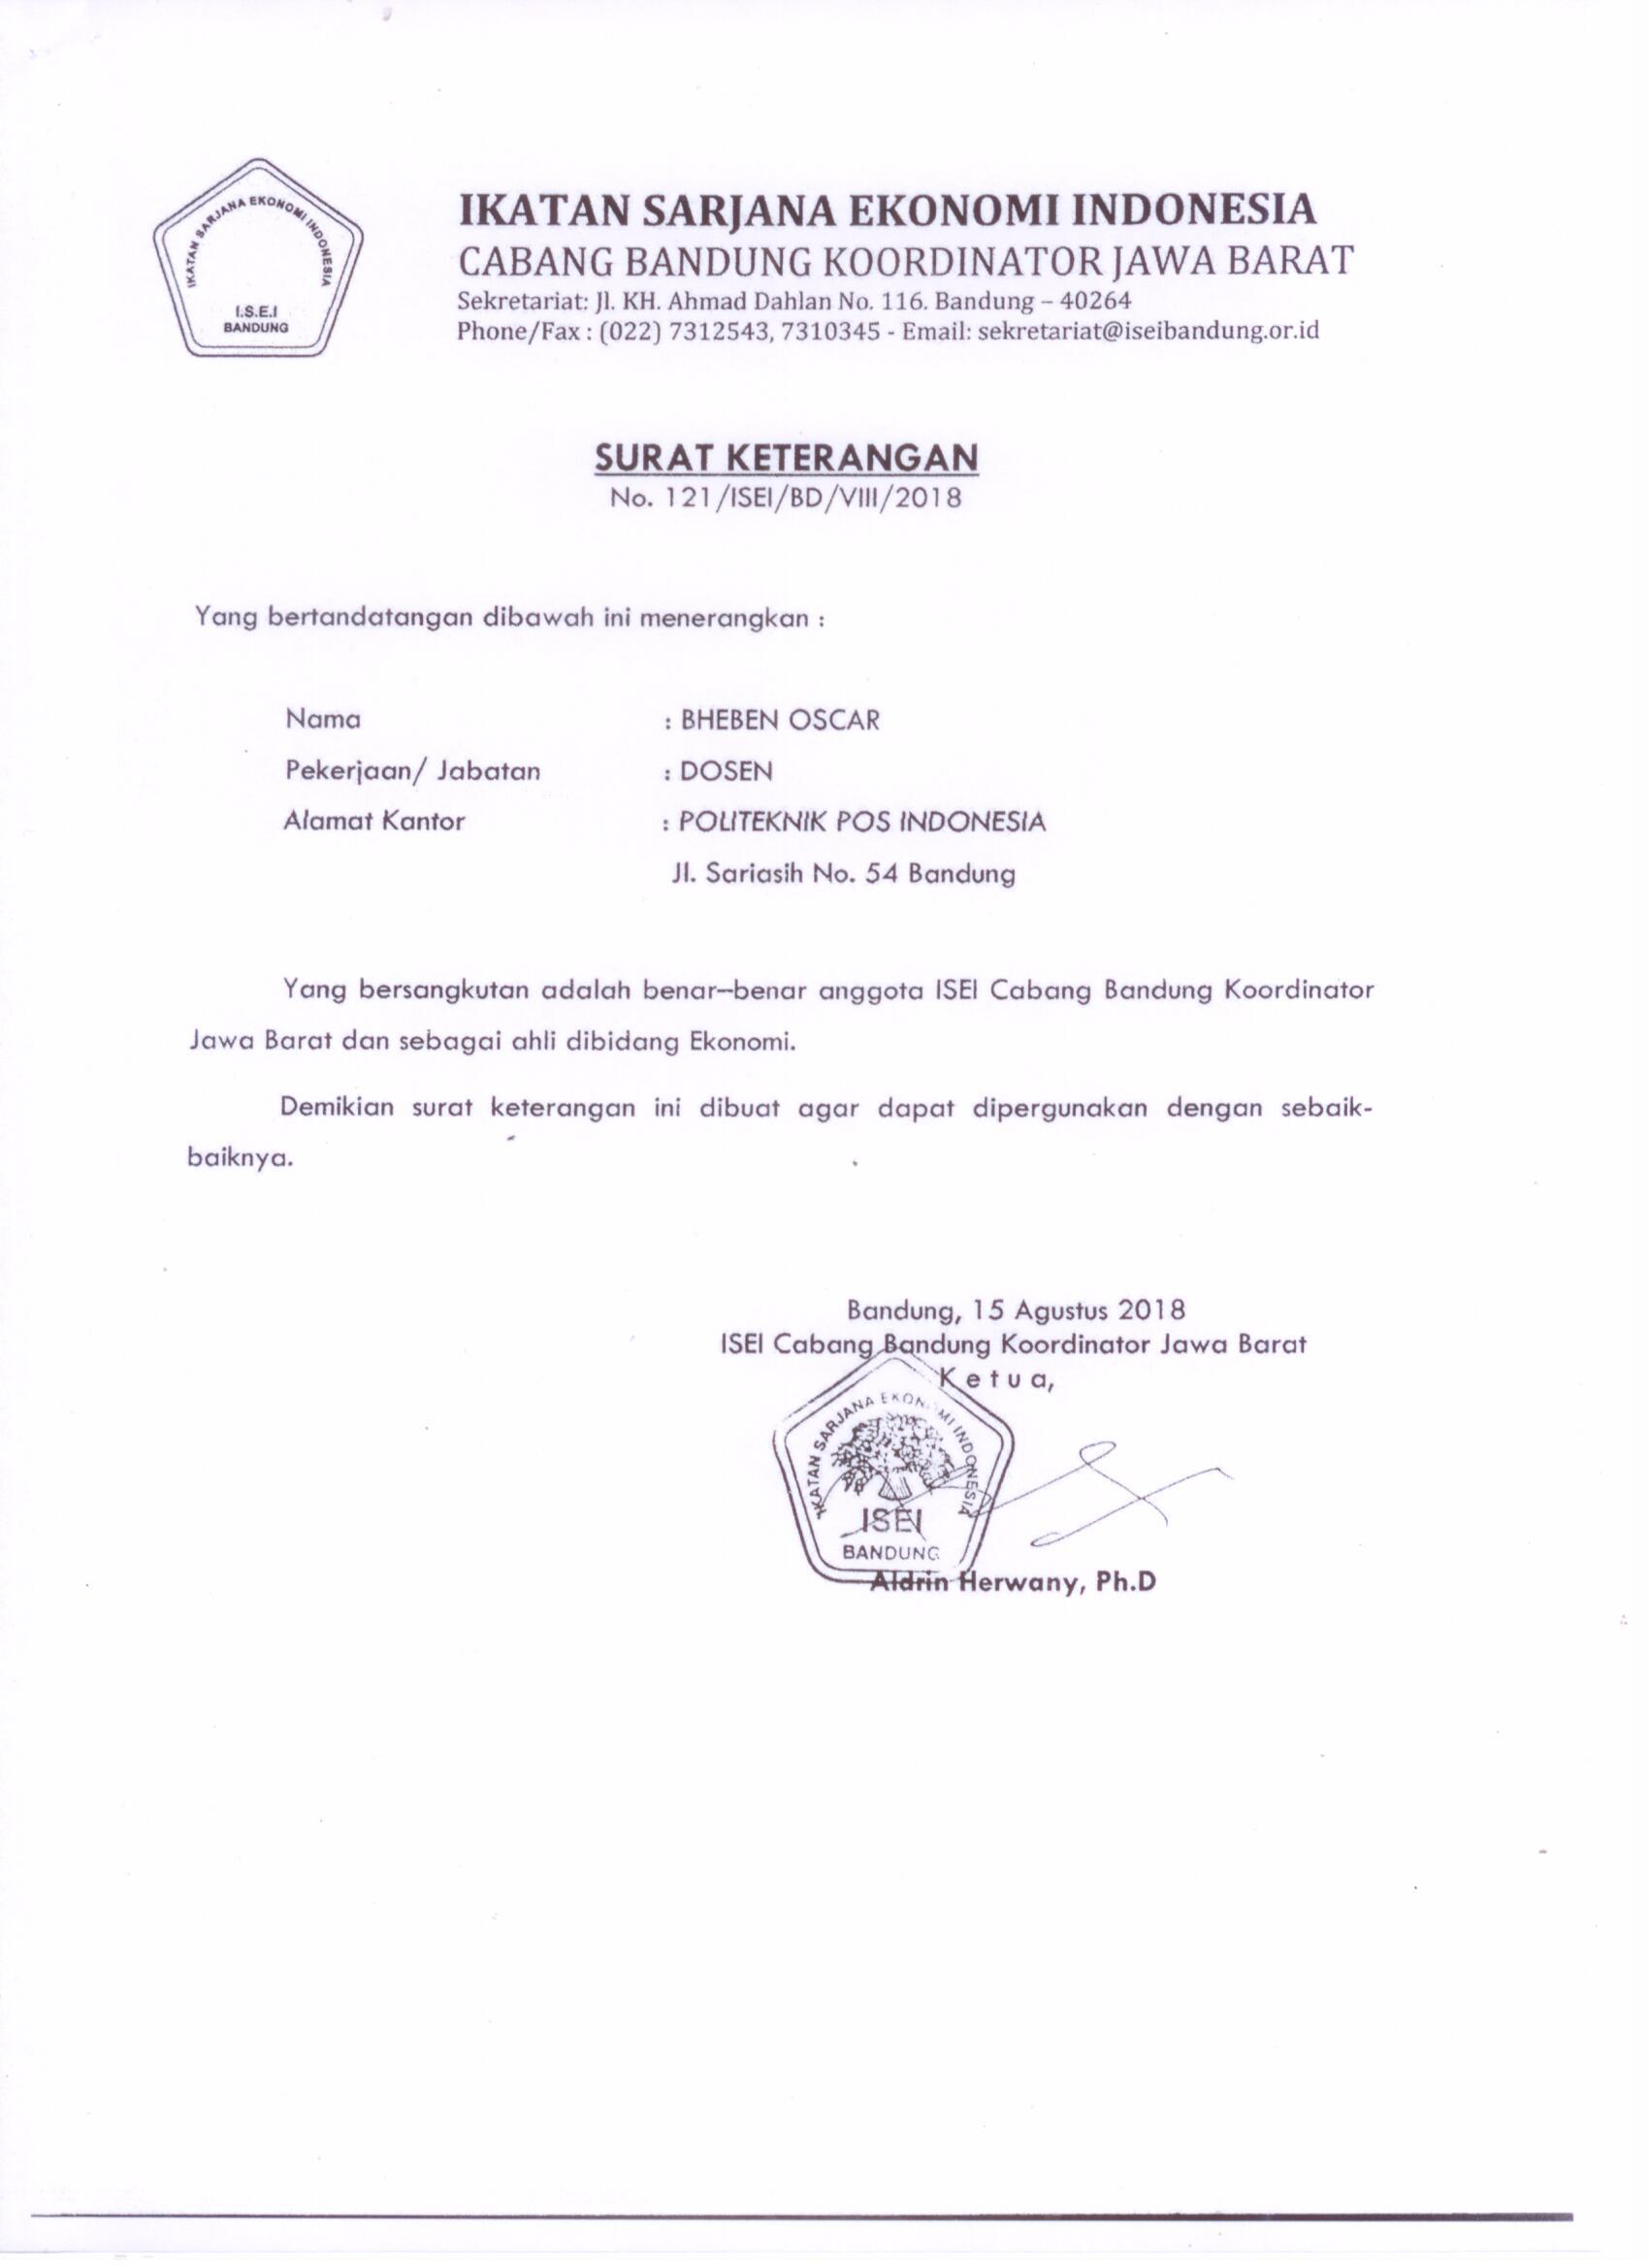 IKATAN SARJANA EKONOMI INDONESIA
I.S.E.I
BANDUNG
IKATAN SARJANA EKONOMI INDONESIA
CABANG BANDUNG KOORDINATOR JAWA BARAT
Sekretariat: Jl. KH. Ahmad Dahlan No. 116. Bandung – 40264
Phone/Fax : (022) 7312543, 7310345 - Email: sekretariat@iseibandung.or.id
SURAT KETERANGAN
No. 121/ISEI/BD/VIII/2018
Yang bertandatangan dibawah ini menerangkan :
Nama : BHEBEN OSCAR
Pekerjaan/ Jabatan : DOSEN
Alamat Kantor : POLITEKNIK POS INDONESIA
Jl. Sariasih No. 54 Bandung
Yang bersangkutan adalah benar–benar anggota ISEI Cabang Bandung Koordinator
Jawa Barat dan sebagai ahli dibidang Ekonomi.
Demikian surat keterangan ini dibuat agar dapat dipergunakan dengan sebaik-
baiknya.
Bandung, 15 Agustus 2018
ISEI Cabang Bandung Koordinator Jawa Barat
K e t u a,
IKATAN SARJANA EKONOMI INDONESIA
ISEI
BANDUNG
Aldrin Herwany, Ph.D